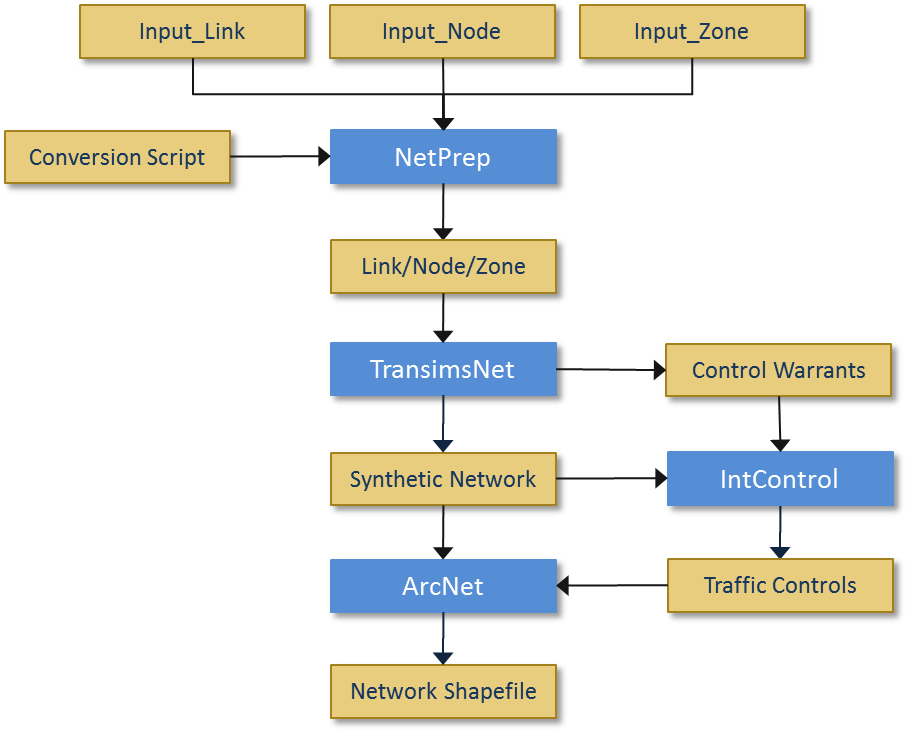 Input_Link
Input_Node
Input_Zone
Conversion Script
NetPrep
Link/Node/Zone
TransimsNet
Control Warrants
Synthetic Network
IntControl
ArcNet
Traffic Controls
Network Shapefile